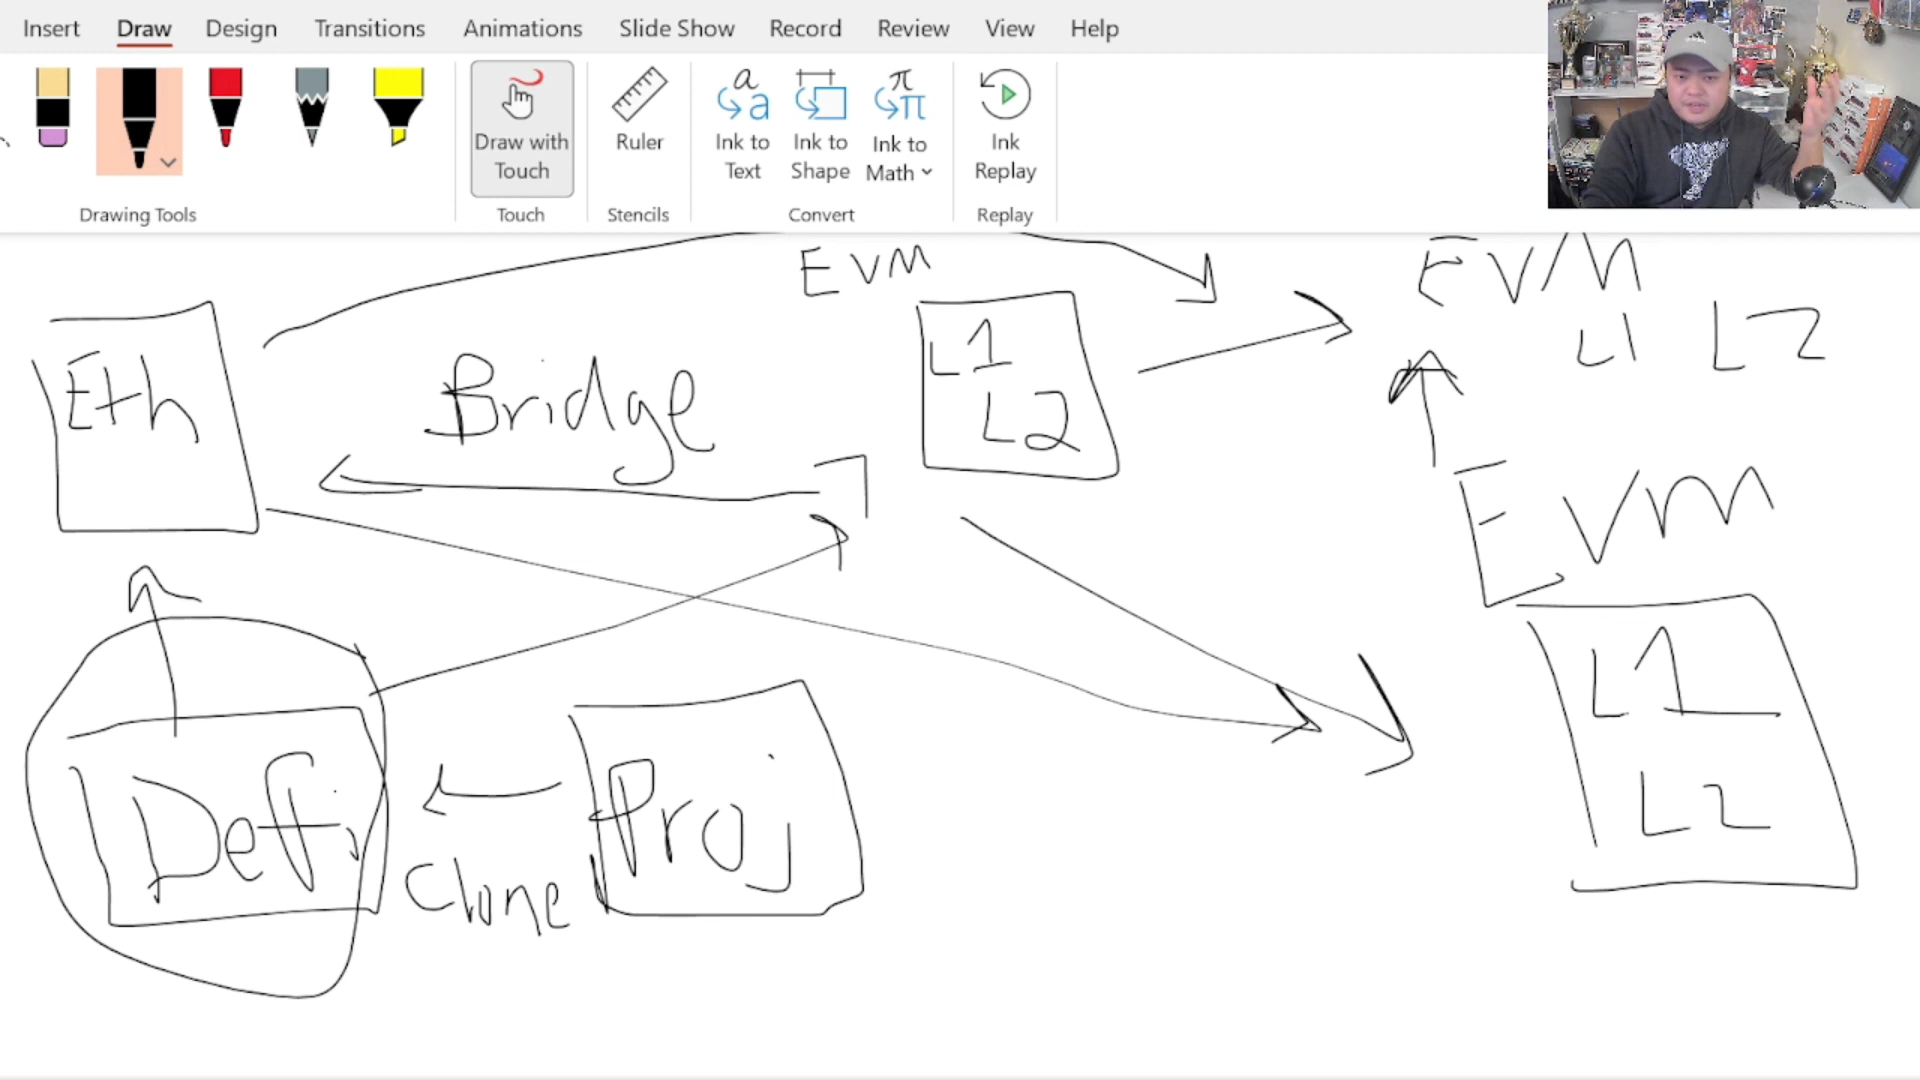 Insert Draw Design Transitions Animations Slide Show Record Review View Help
Draw with Touch
Ruler
Ink to Text
Ink to Shape
Ink to Math
Ink Replay
Drawing Tools
Touch
Stencils
Convert
Replay
EVM
EVM
L1 L2
Eth
Bridge
L1
L2
EVM
L1
L2
Defi
Clone
Proj